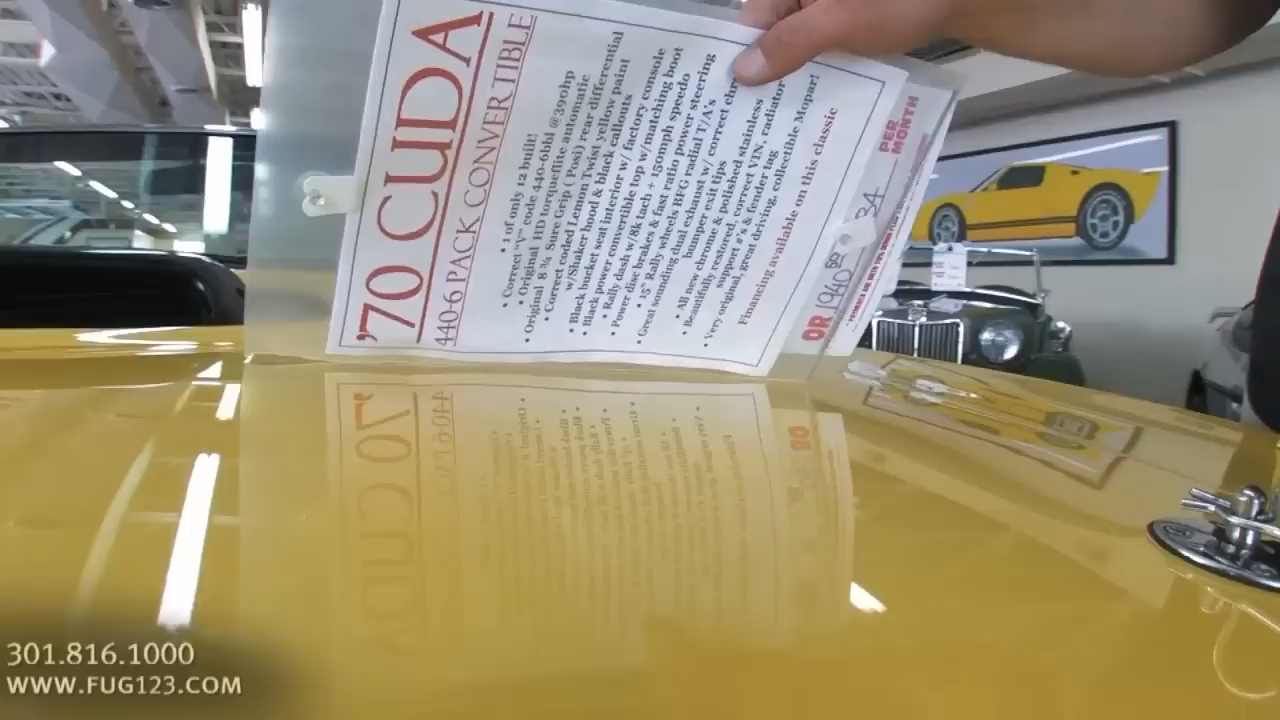 '70 CUDA
440-6 PACK CONVERTIBLE
• 1 of only 12 built!
• Correct "V" code 440-6bbl @390hp
• Original HD torqueflite automatic
• Original 8 ¾ Sure Grip (Posi) rear differential
• Correct coded Lemon Twist yellow paint
w/Shaker hood & black callouts
• Black bucket seat interior w/ factory console
• Black power convertible top w/matching boot
• Rally dash w/8k tach + 150mph speedo
• Power disc brakes & fast ratio power steering
• 15" Rally wheels BFG radial T/A's
• Great sounding dual exhaust w/ correct chr
bumper exit tips
• All new chrome & polished stainless
• Beautifully restored, correct VIN, radiator
support #'s & fender tag
• Very original, great driving, collectible Mopar!
Financing available on this classic
OR 1940.00 34
PER
MONTH
301.816.1000
WWW.FUG123.COM